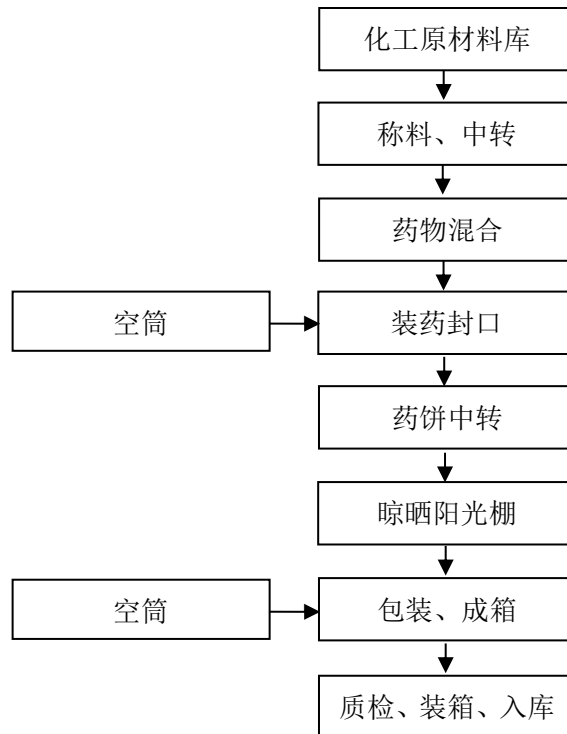 化工原材料库
称料、中转
药物混合
空筒
装药封口
药饼中转
晾晒阳光棚
空筒
包装、成箱
质检、装箱、入库